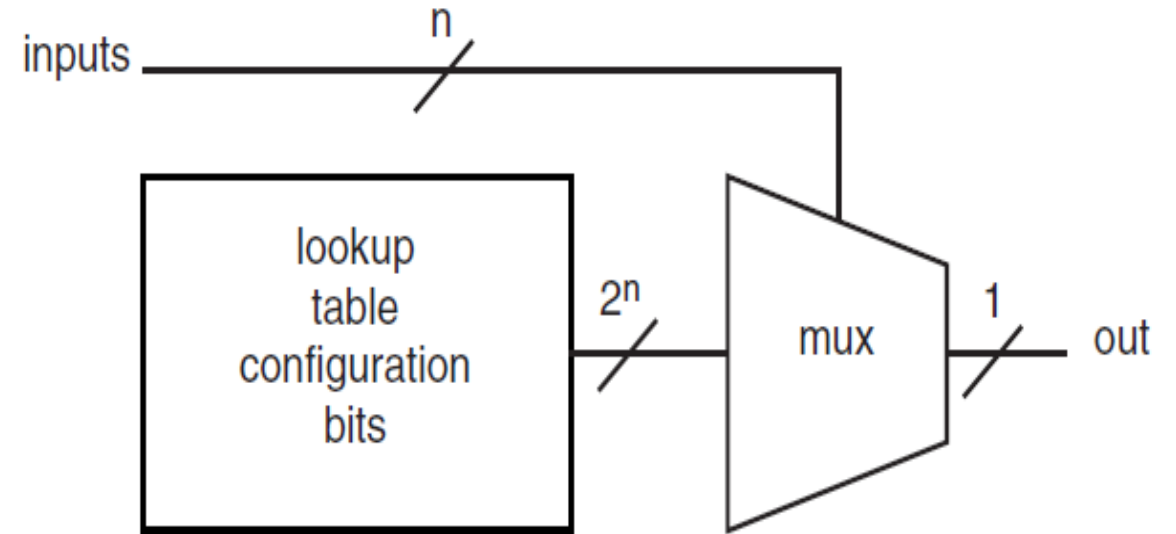 n
inputs
lookup
table
configuration
bits
2ⁿ
mux
1
out